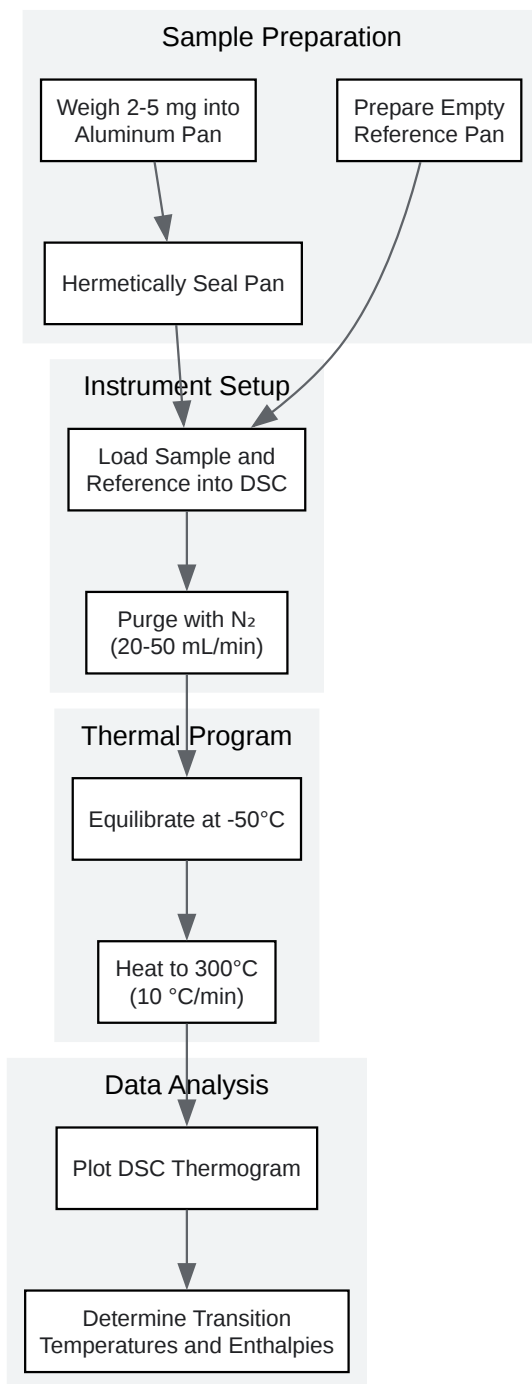 Sample Preparation
Weigh 2-5 mg into
Aluminum Pan
Prepare Empty
Reference Pan
Hermetically Seal Pan
Instrument Setup
Load Sample and
Reference into DSC
Purge with N₂
(20-50 mL/min)
Thermal Program
Equilibrate at -50°C
Heat to 300°C
(10 °C/min)
Data Analysis
Plot DSC Thermogram
Determine Transition
Temperatures and Enthalpies